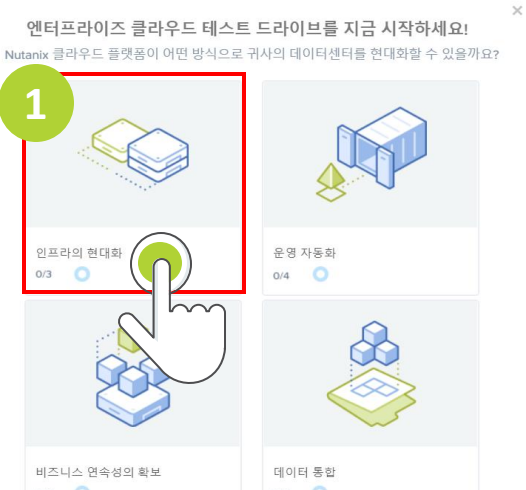 엔터프라이즈 클라우드 테스트 드라이브를 지금 시작하세요!
Nutanix 클라우드 플랫폼이 어떤 방식으로 귀사의 데이터센터를 현대화할 수 있을까요?
1
인프라의 현대화
0/3
운영 자동화
0/4
비즈니스 연속성의 확보
데이터 통합